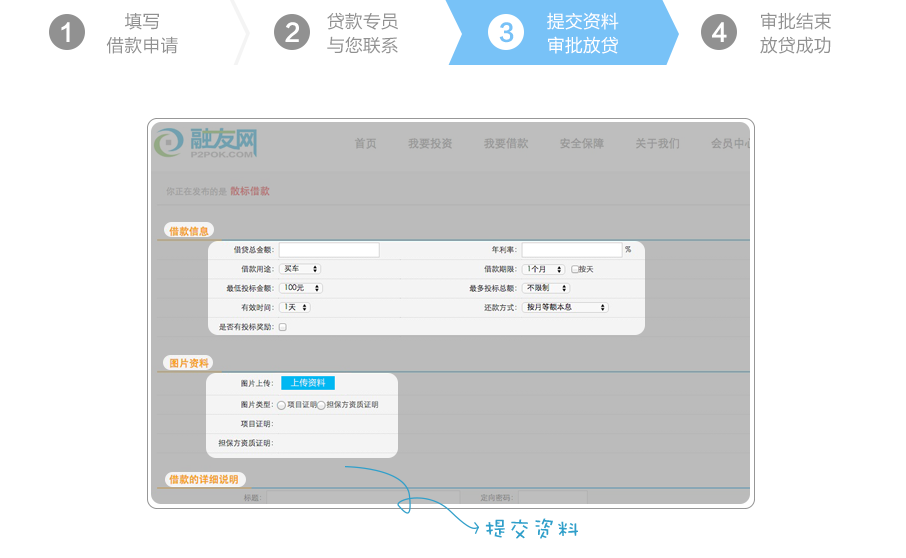 1
填写
借款申请
2
贷款专员
与您联系
3
提交资料
审批放贷
4
审批结束
放贷成功
融友网
P2POK.COM
首页 我要投资 我要借款 安全保障 关于我们 会员中心
你正在发布的是 散标借款
借款信息
借贷总金额: 年利率: %
借款用途: 买车 借款期限: 1个月 按天
最低投标金额: 100元 最多投标总额: 不限制
有效时间: 1天 还款方式: 按月等额本息
是否有投标奖励:
图片资料
图片上传: 上传资料
图片类型: 项目证明 担保方资质证明
项目证明:
担保方资质证明:
借款的详细说明
标题: 定向密码:
提交资料